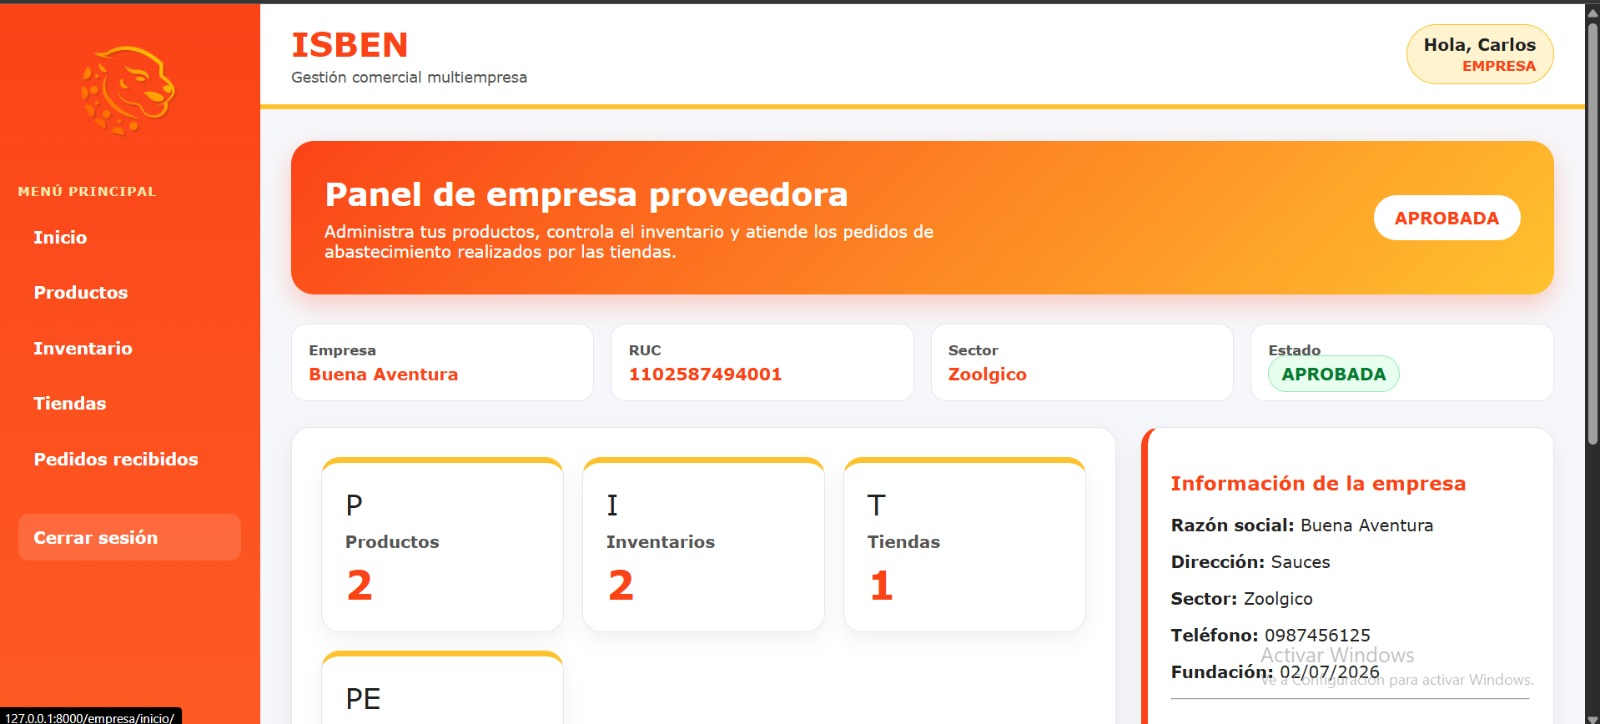 ISBEN
Gestión comercial multiempresa
Hola, Carlos
EMPRESA
MENÚ PRINCIPAL
Inicio
Productos
Inventario
Tiendas
Pedidos recibidos
Cerrar sesión
Panel de empresa proveedora
Administra tus productos, controla el inventario y atiende los pedidos de
abastecimiento realizados por las tiendas.
APROBADA
Empresa
Buena Aventura
RUC
1102587494001
Sector
Zoolgico
Estado
APROBADA
P
Productos
2
I
Inventarios
2
T
Tiendas
1
PE
Información de la empresa
Razón social: Buena Aventura
Dirección: Sauces
Sector: Zoolgico
Teléfono: 0987456125
Fundación: 02/07/2026
Activar Windows
Ve a Configuración para activar Windows.
127.0.0.1:8000/empresa/inicio/